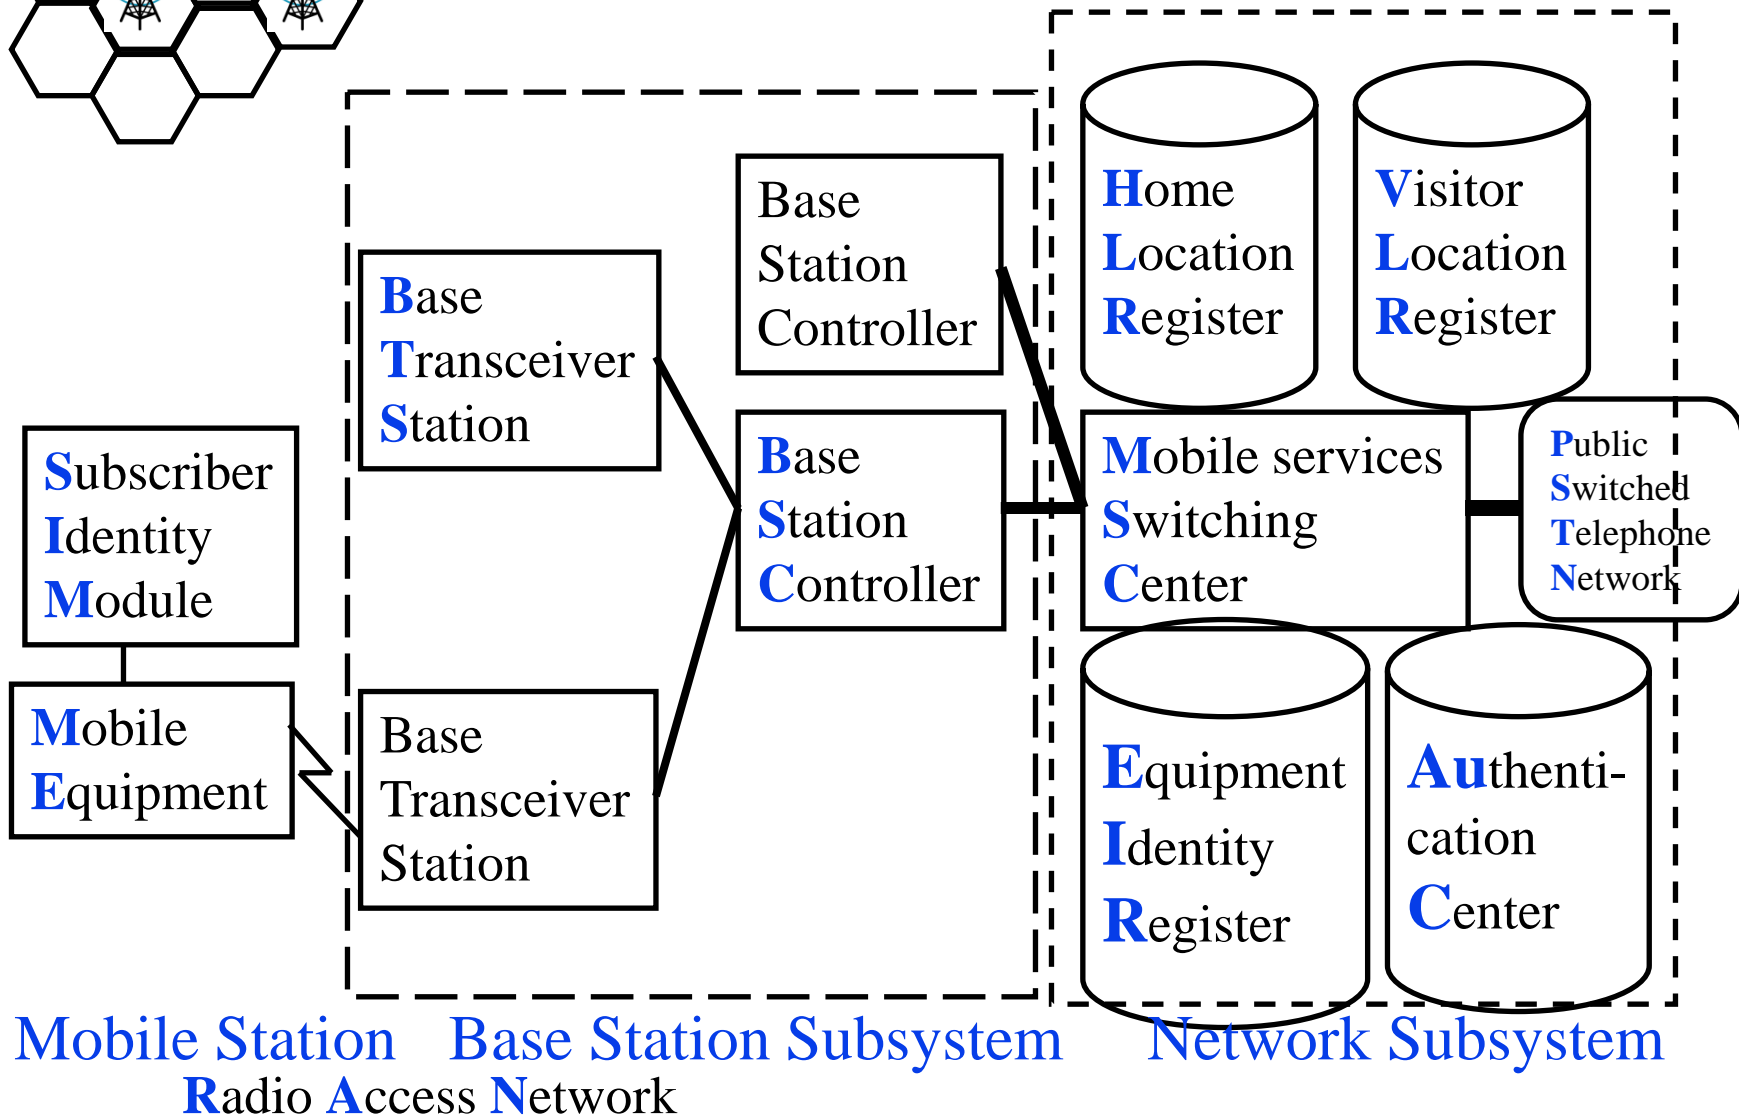 Base
Station
Controller
Home
Location
Register
Visitor
Location
Register
Base
Transceiver
Station
Subscriber
Identity
Module
Base
Station
Controller
Mobile services
Switching
Center
Public
Switched
Telephone
Network
Mobile
Equipment
Base
Transceiver
Station
Equipment
Identity
Register
Authenti-
cation
Center
Mobile Station
Base Station Subsystem
Network Subsystem
Radio Access Network